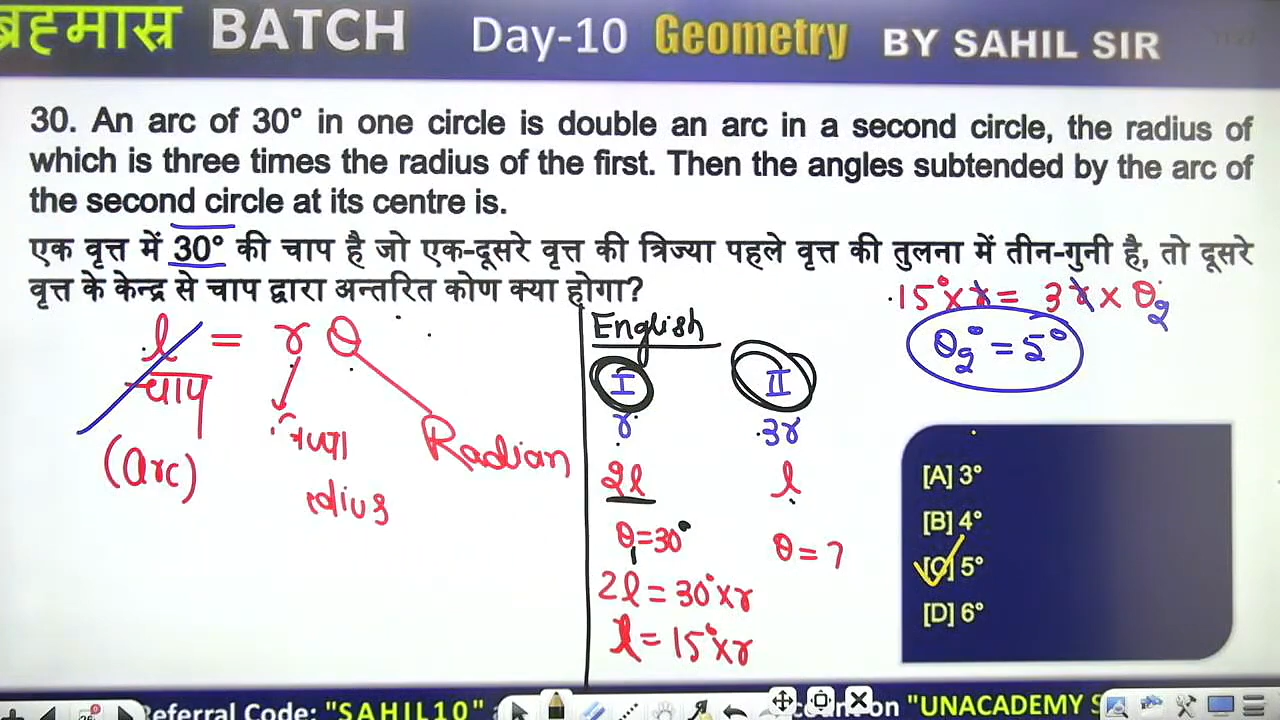 ब्रह्मास्त्र BATCH Day-10 Geometry BY SAHIL SIR
30. An arc of 30° in one circle is double an arc in a second circle, the radius of
which is three times the radius of the first. Then the angles subtended by the arc of
the second circle at its centre is.
एक वृत्त में 30° की चाप है जो एक-दूसरे वृत्त की त्रिज्या पहले वृत्त की तुलना में तीन-गुनी है, तो दूसरे
वृत्त के केन्द्र से चाप द्वारा अन्तरित कोण क्या होगा?
15° x r = 3r x θ₂
θ₂° = 5°
l = r θ
चाप
(arc)
त्रिज्या
Radian
English
I II
r 3r
2l l
θ=30° θ = ?
2l = 30° x r
l = 15° x r
[A] 3°
[B] 4°
[C] 5°
[D] 6°
Referral Code: "SAHIL10"
on "UNACADEMY S